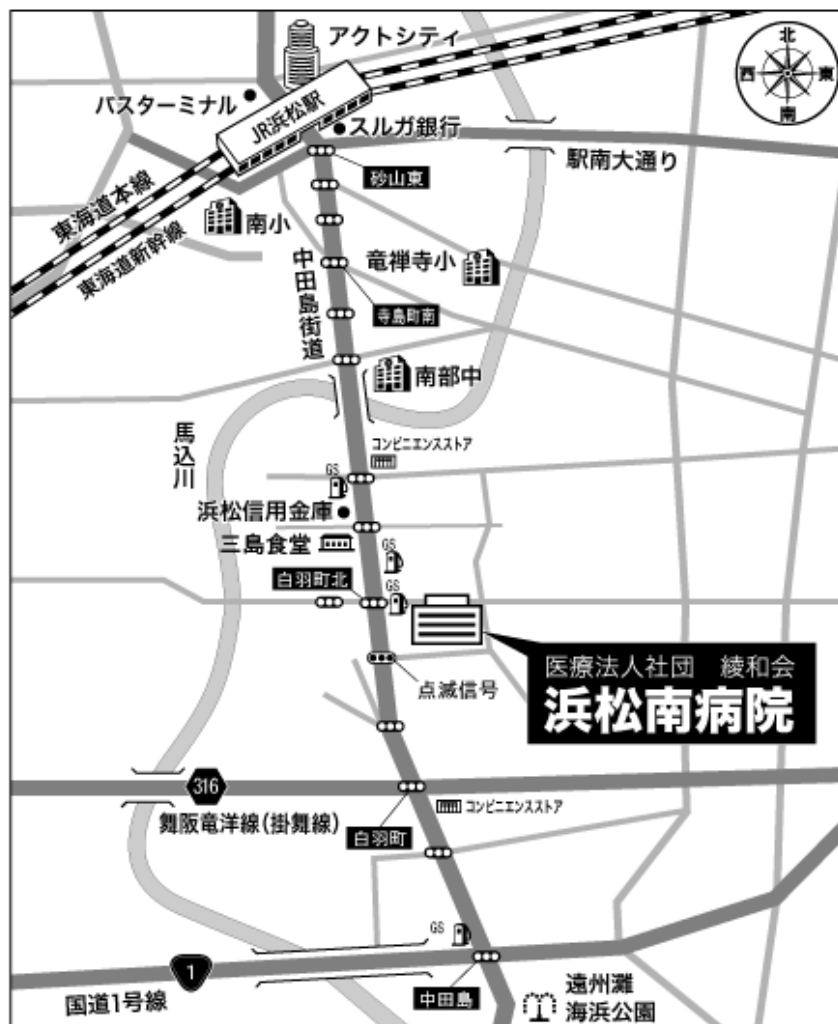 アクトシティ
北
西
東
南
バスターミナル
JR浜松駅
スルガ銀行
駅南大通り
砂山東
東海道本線
南小
東海道新幹線
中田島街道
竜禅寺小
寺島町南
南部中
馬込川
コンビニエンスストア
GS
浜松信用金庫
三島食堂
GS
白羽町北
GS
医療法人社団 綾和会
浜松南病院
点滅信号
316
コンビニエンスストア
舞阪竜洋線(掛舞線)
白羽町
GS
1
国道1号線
中田島
遠州灘
海浜公園